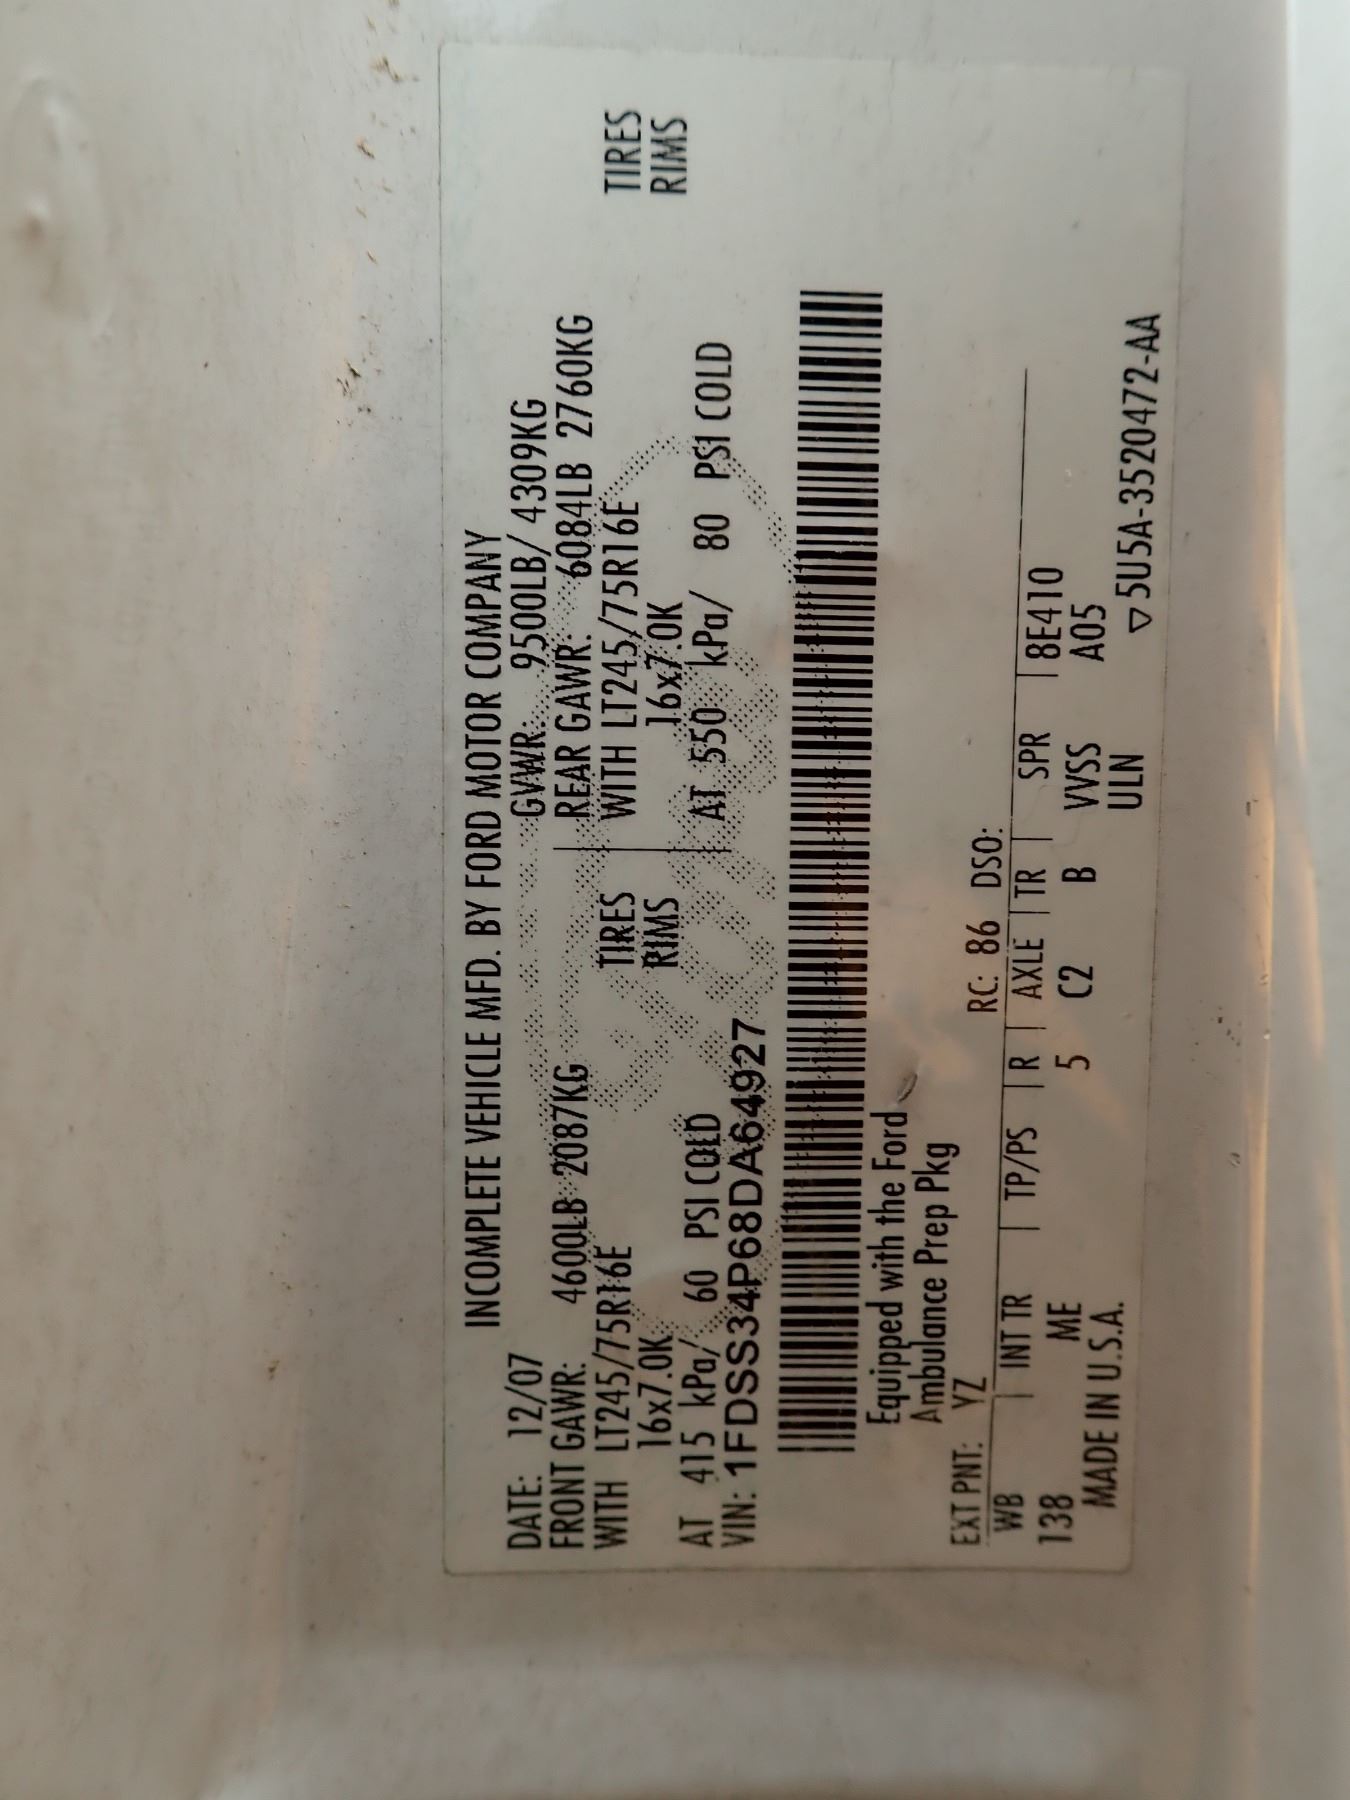 INCOMPLETE VEHICLE MFD. BY FORD MOTOR COMPANY
DATE: 12/07 GVWR: 9500LB/ 4309KG
FRONT GAWR: 4600LB 2087KG REAR GAWR: 6084LB 2760KG
WITH LT245/75R16E TIRES WITH LT245/75R16E TIRES
16x7.0K RIMS 16x7.0K RIMS
AT 415 kPa/ 60 PSI COLD AT 550 kPa/ 80 PSI COLD
VIN: 1FDSS34P68DA64927
Equipped with the Ford
Ambulance Prep Pkg
EXT PNT: YZ RC: 86 DSO:
WB INT TR TP/PS R AXLE TR SPR 8E410
138 ME 5 C2 B VVSS A05
MADE IN U.S.A. ULN
▽5U5A-3520472-AA